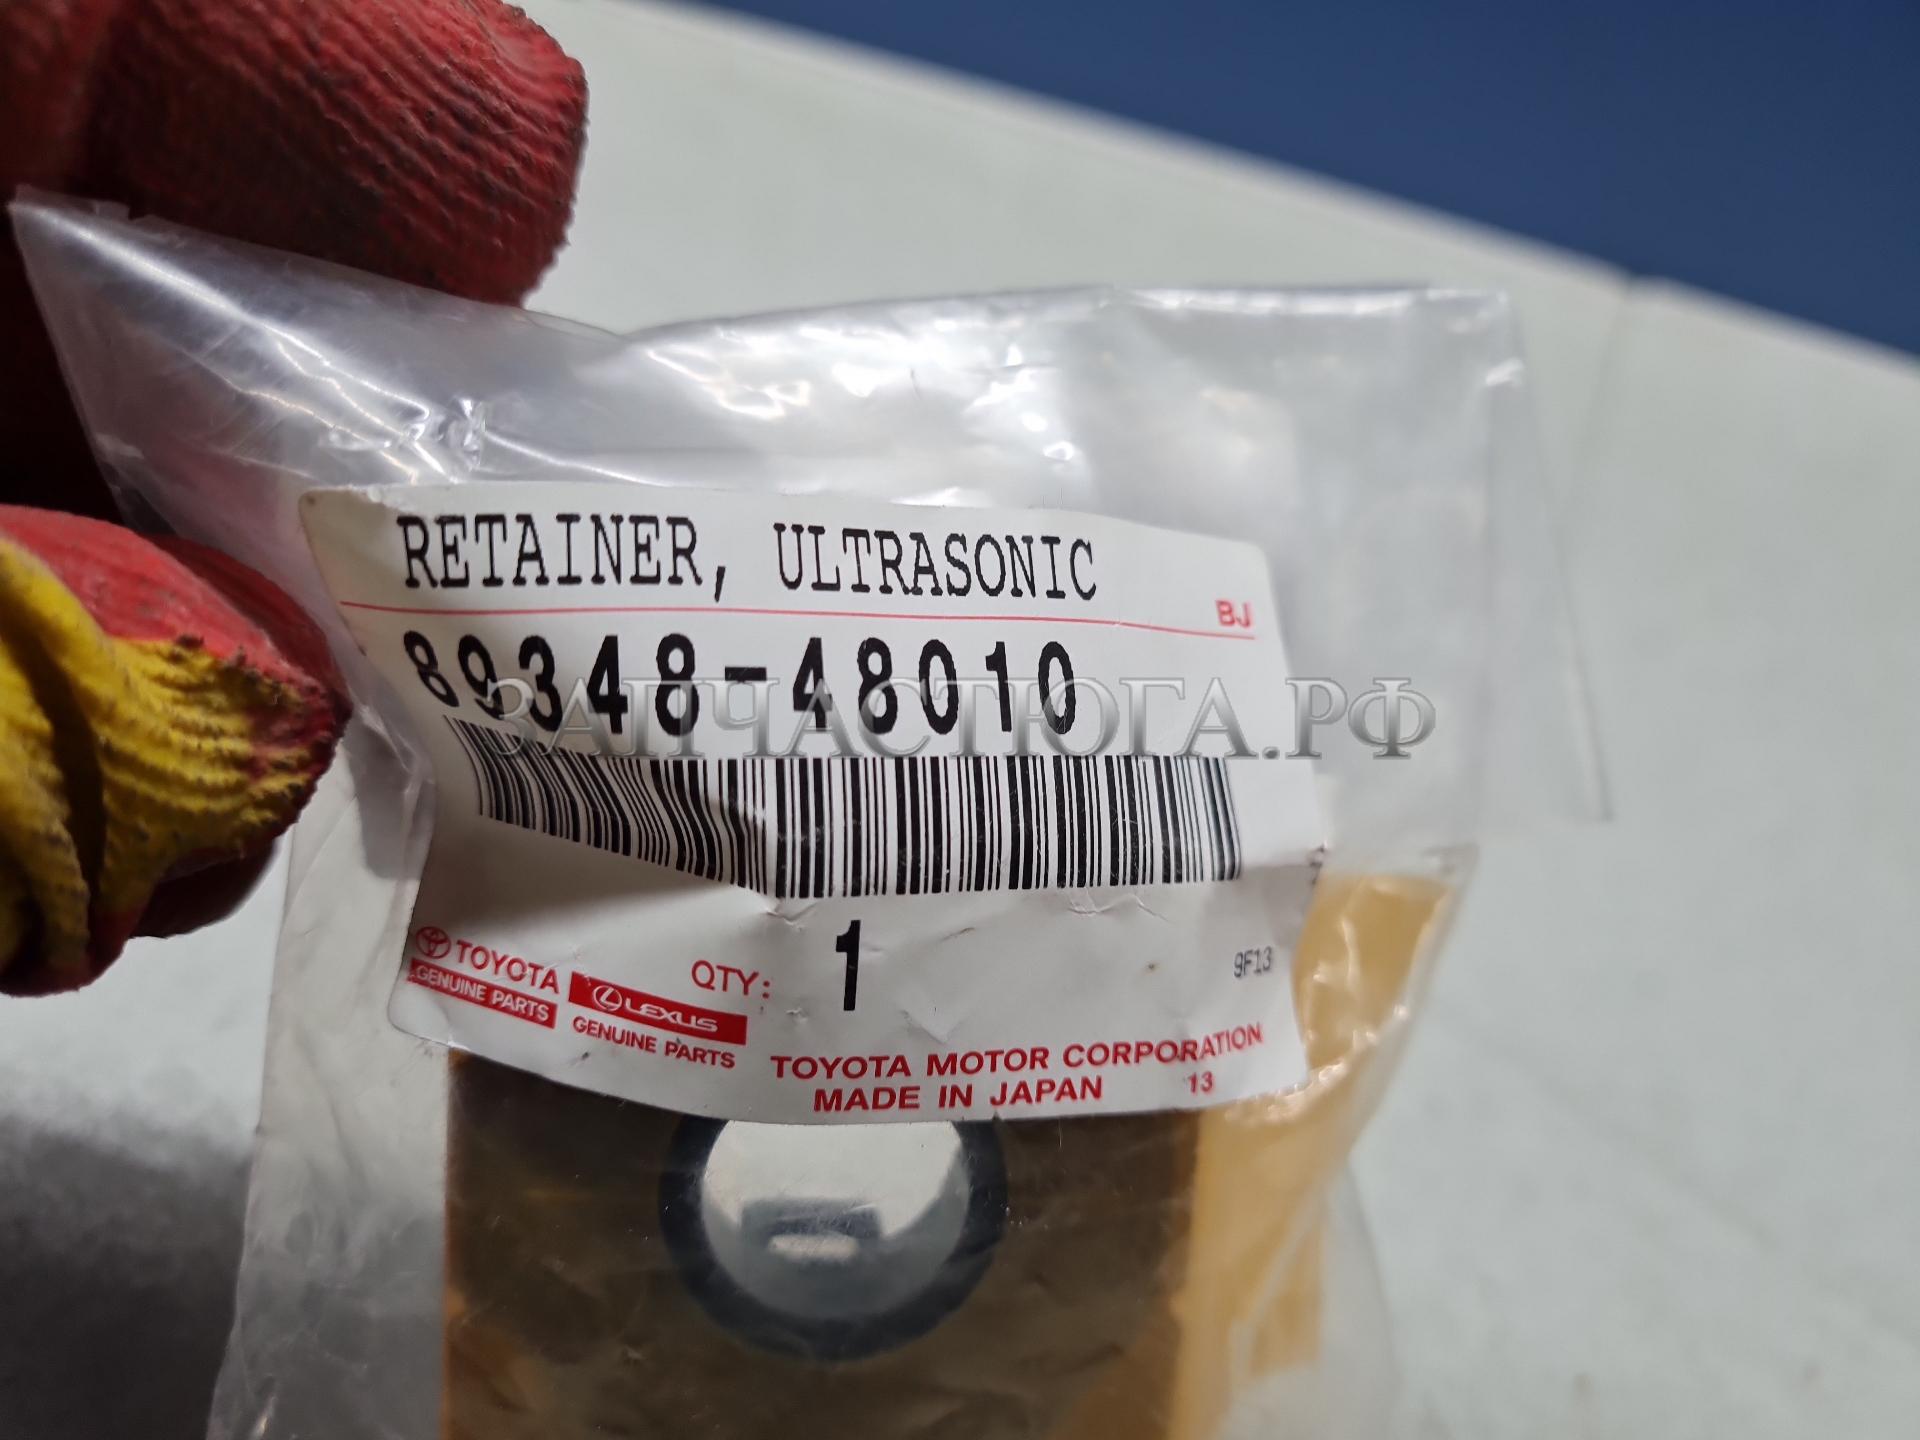 RETAINER, ULTRASONIC
BJ
89348-48010
ЗАПЧАСТЮГА.РФ
TOYOTA
GENUINE PARTS
LEXUS
GENUINE PARTS
QTY: 1
9F13
TOYOTA MOTOR CORPORATION
MADE IN JAPAN 13